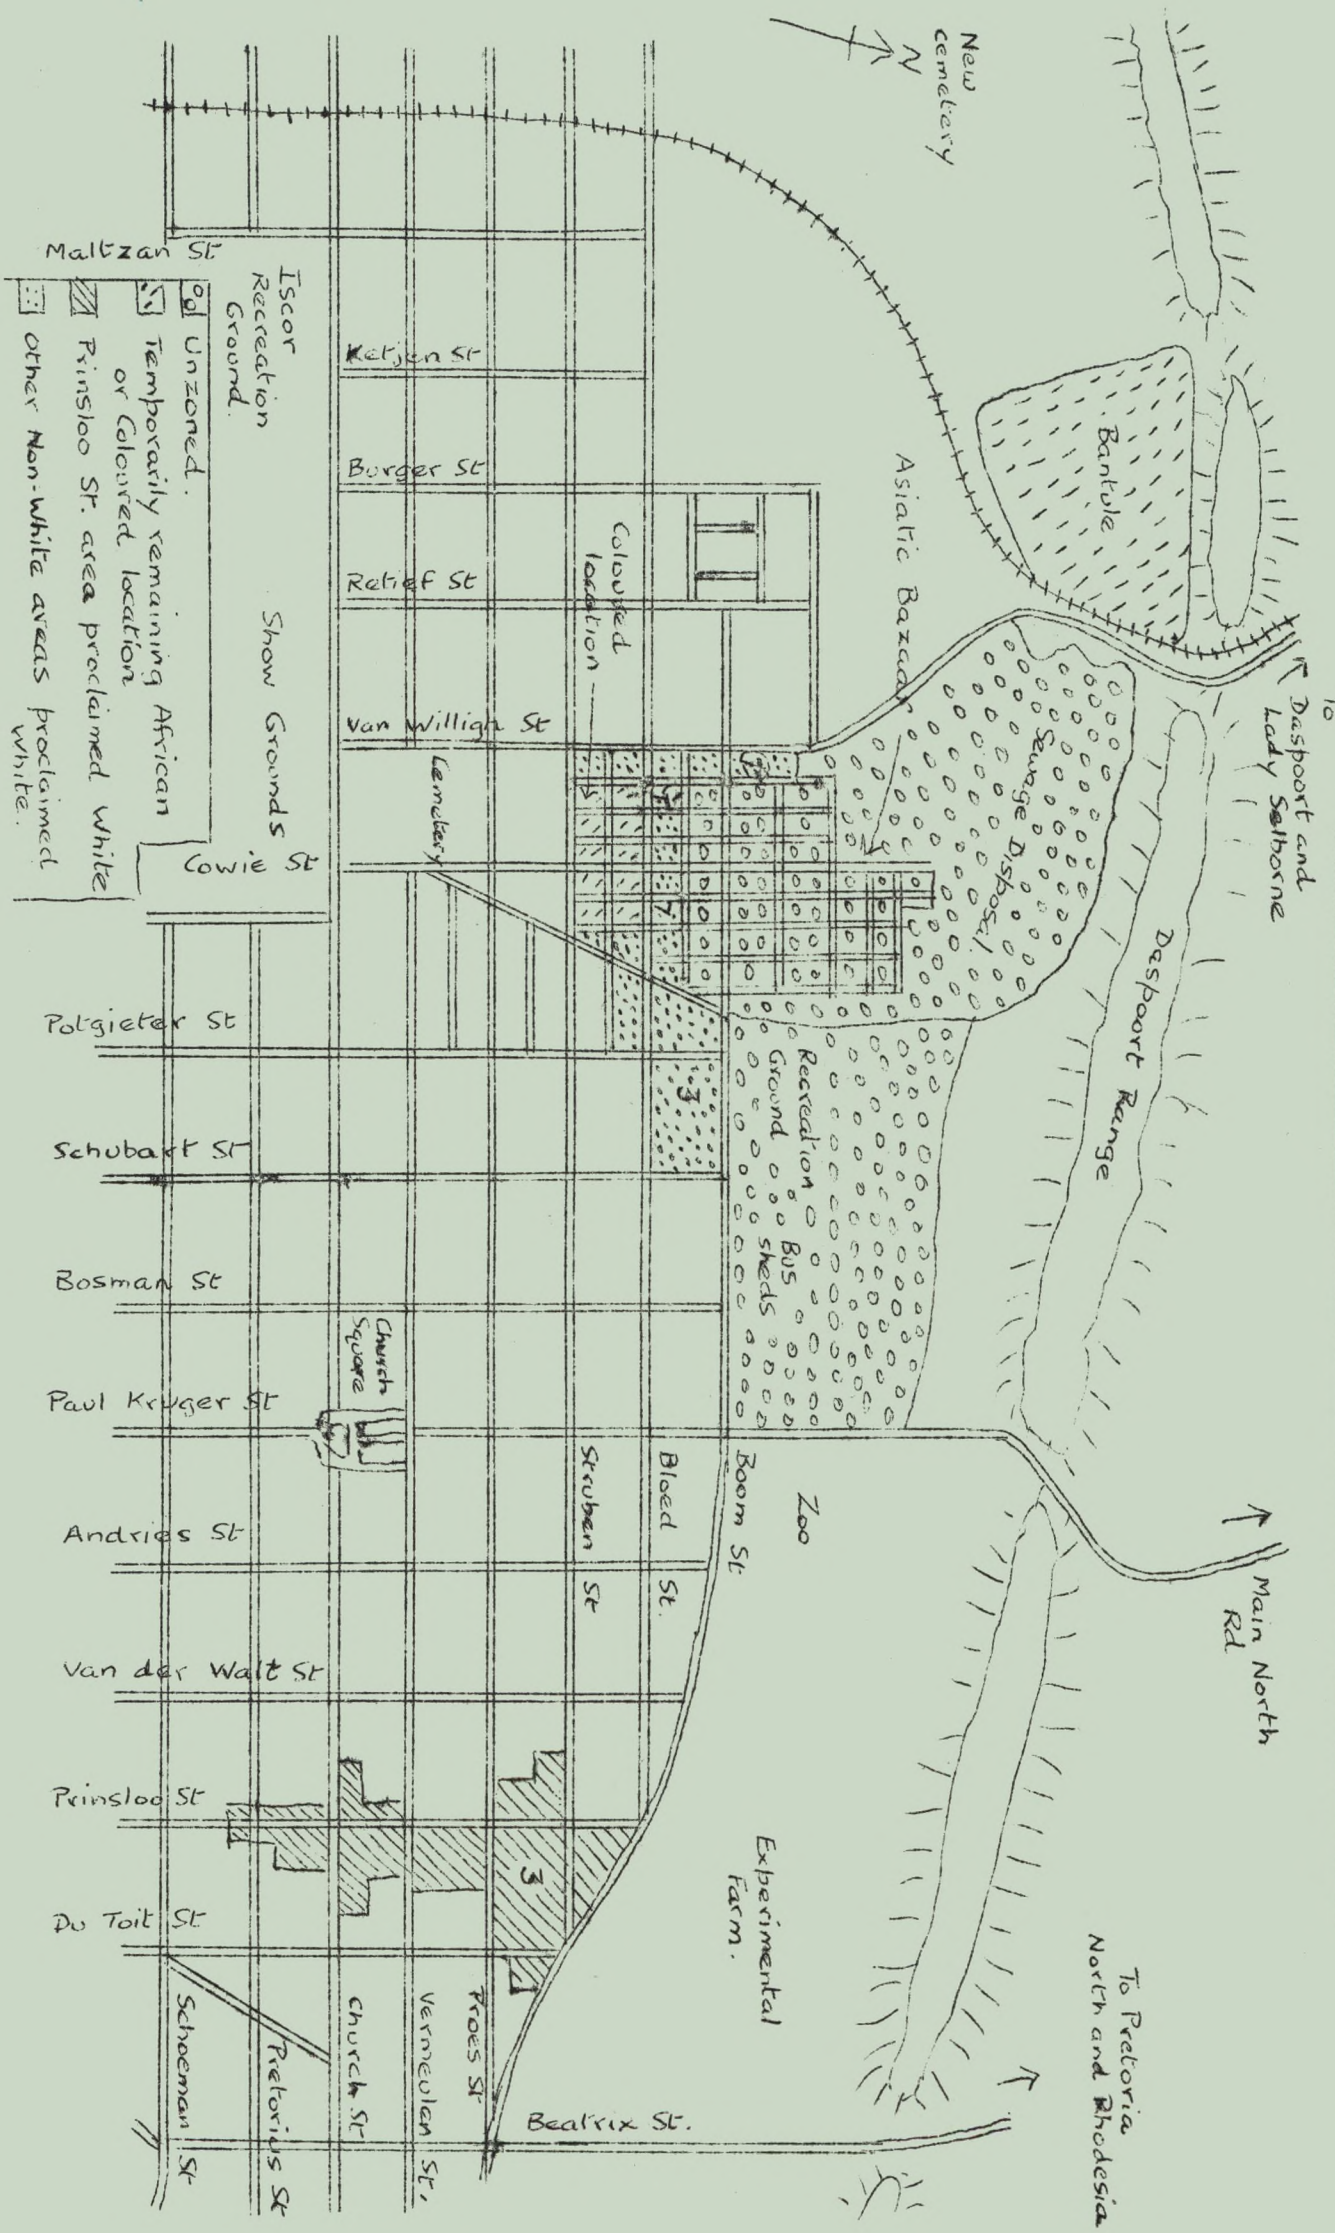 New
cemetery
N
To
Daspoort and
Lady Selborne
Bantule
Asiatic Bazaar
Sewage Disposal
Daspoort Range
Maltzan St
Iscor
Recreation
Ground.
Ketjen St
Burger St
Retief St
Coloured
location
Show Grounds
Van Willigh St
Cemetery
Cowie St
Unzoned.
Temporarily remaining African
or Coloured location
Prinsloo St. area proclaimed White
Other Non-White areas proclaimed
White.
Potgieter St
3
Recreation
Ground
Bus
sheds
Schubart St
Bosman St
Church
Square
Paul Kruger St
Struben St
Bloed St.
Boom St
Zoo
Main North
Rd
Andries St
Van der Walt St
Prinsloo St
3
Experimental
Farm.
Du Toit St
Schoeman St
Pretorius St
Church St
Vermeulan St.
Proes St
Beatrix St.
To Pretoria
North and Rhodesia